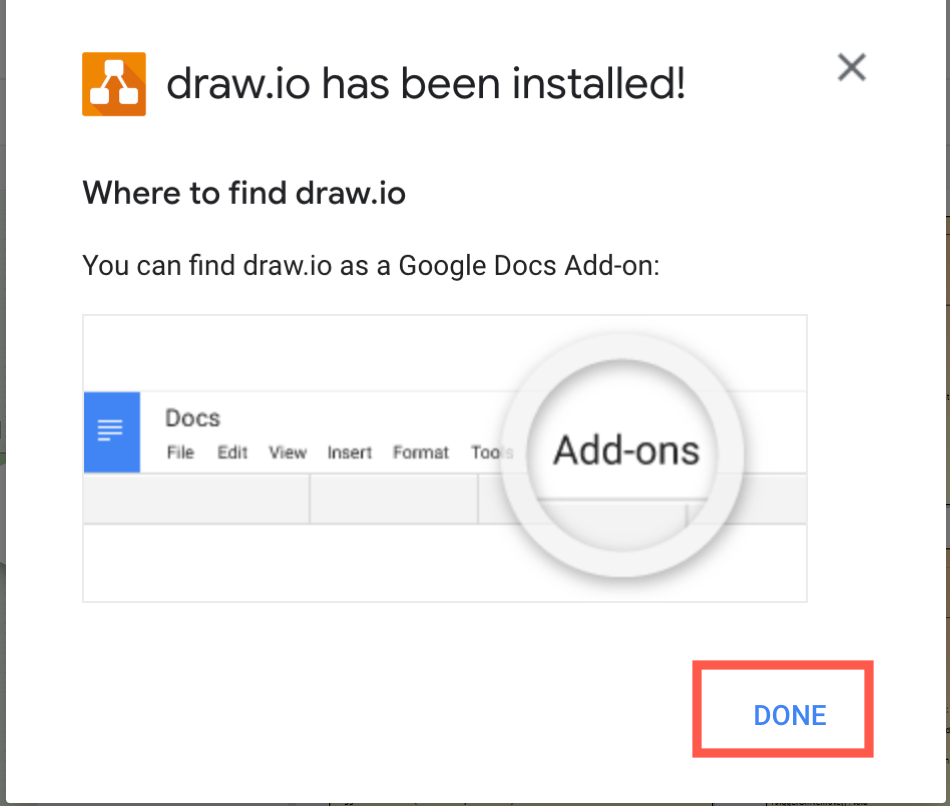 draw.io has been installed!
Where to find draw.io
You can find draw.io as a Google Docs Add-on:
Docs
File Edit View Insert Format Tools
Add-ons
DONE